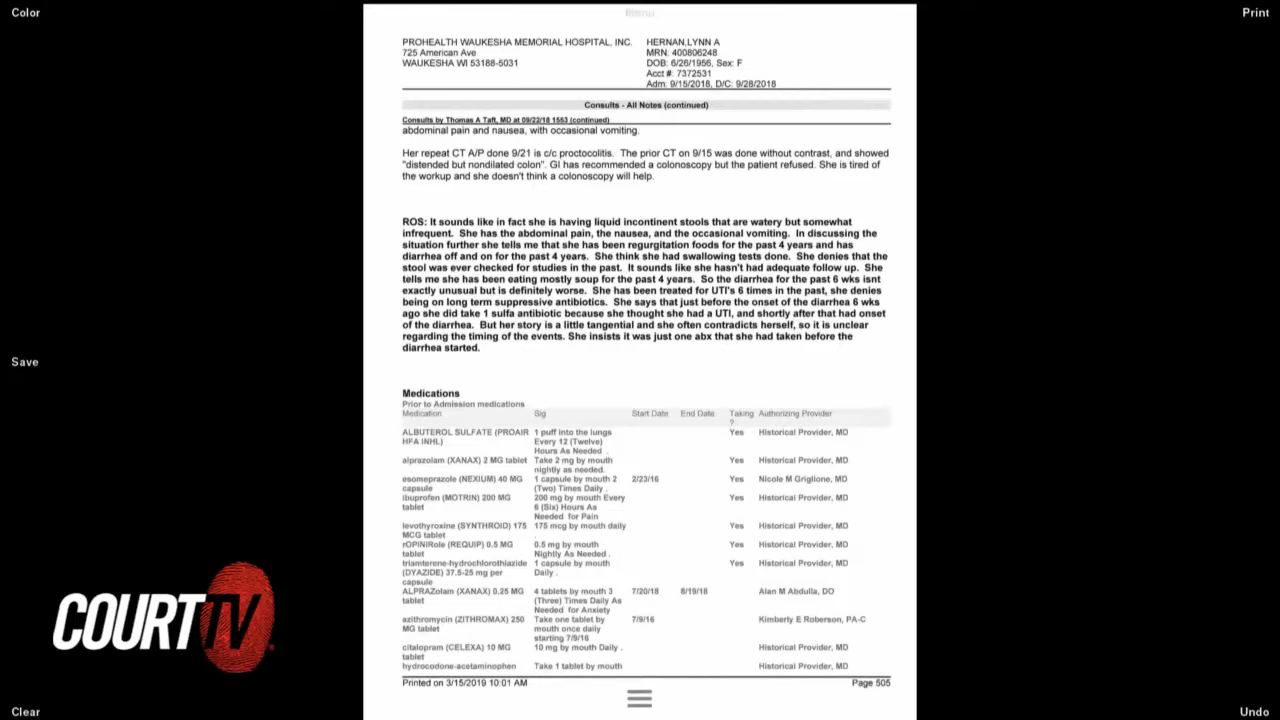 Color
Print
Menu
PROHEALTH WAUKESHA MEMORIAL HOSPITAL, INC. HERNAN,LYNN A
725 American Ave MRN: 400806248
WAUKESHA WI 53188-5031 DOB: 6/26/1956, Sex: F
Acct #: 7372531
Adm: 9/15/2018, D/C: 9/28/2018
Consults - All Notes (continued)
Consults by Thomas A Taft, MD at 09/22/18 1553 (continued)
abdominal pain and nausea, with occasional vomiting.
Her repeat CT A/P done 9/21 is c/c proctocolitis. The prior CT on 9/15 was done without contrast, and showed
"distended but nondilated colon". GI has recommended a colonoscopy but the patient refused. She is tired of
the workup and she doesn't think a colonoscopy will help.
ROS: It sounds like in fact she is having liquid incontinent stools that are watery but somewhat
infrequent. She has the abdominal pain, the nausea, and the occasional vomiting. In discussing the
situation further she tells me that she has been regurgitation foods for the past 4 years and has
diarrhea off and on for the past 4 years. She think she had swallowing tests done. She denies that the
stool was ever checked for studies in the past. It sounds like she hasn't had adequate follow up. She
tells me she has been eating mostly soup for the past 4 years. So the diarrhea for the past 6 wks isnt
exactly unusual but is definitely worse. She has been treated for UTI's 6 times in the past, she denies
being on long term suppressive antibiotics. She says that just before the onset of the diarrhea 6 wks
ago she did take 1 sulfa antibiotic because she thought she had a UTI, and shortly after that had onset
of the diarrhea. But her story is a little tangential and she often contradicts herself, so it is unclear
regarding the timing of the events. She insists it was just one abx that she had taken before the
diarrhea started.
Save
Medications
Prior to Admission medications
Medication Sig Start Date End Date Taking Authorizing Provider
?
ALBUTEROL SULFATE (PROAIR 1 puff into the lungs Yes Historical Provider, MD
HFA INHL) Every 12 (Twelve)
Hours As Needed .
alprazolam (XANAX) 2 MG tablet Take 2 mg by mouth Yes Historical Provider, MD
nightly as needed.
esomeprazole (NEXIUM) 40 MG 1 capsule by mouth 2 2/23/16 Yes Nicole M Griglione, MD
capsule (Two) Times Daily .
ibuprofen (MOTRIN) 200 MG 200 mg by mouth Every Yes Historical Provider, MD
tablet 6 (Six) Hours As
Needed for Pain
levothyroxine (SYNTHROID) 175 175 mcg by mouth daily Yes Historical Provider, MD
MCG tablet .
rOPINIRole (REQUIP) 0.5 MG 0.5 mg by mouth Yes Historical Provider, MD
tablet Nightly As Needed .
triamterene-hydrochlorothiazide 1 capsule by mouth Yes Historical Provider, MD
(DYAZIDE) 37.5-25 mg per Daily .
capsule
ALPRAZolam (XANAX) 0.25 MG 4 tablets by mouth 3 7/20/18 8/19/18 Alan M Abdulla, DO
tablet (Three) Times Daily As
Needed for Anxiety
azithromycin (ZITHROMAX) 250 Take one tablet by 7/9/16 Kimberly E Roberson, PA-C
MG tablet mouth once daily
starting 7/9/16
citalopram (CELEXA) 10 MG 10 mg by mouth Daily . Historical Provider, MD
tablet
hydrocodone-acetaminophen Take 1 tablet by mouth Historical Provider, MD
Printed on 3/15/2019 10:01 AM Page 505
COURT TV
Clear
Undo